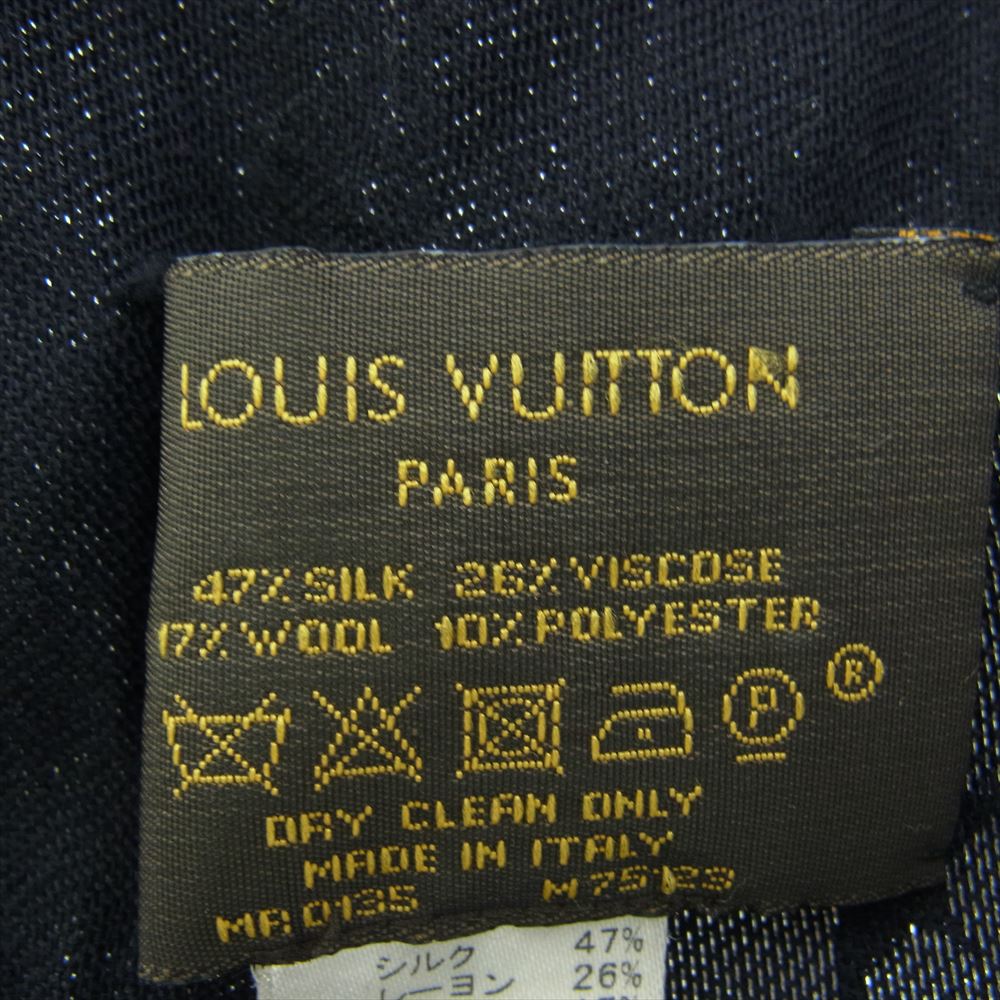 LOUIS VUITTON
PARIS
47% SILK 26% VISCOSE
17% WOOL 10% POLYESTER
P ®
DRY CLEAN ONLY
MADE IN ITALY
MR0135 M75123
シルク 47%
レーヨン 26%